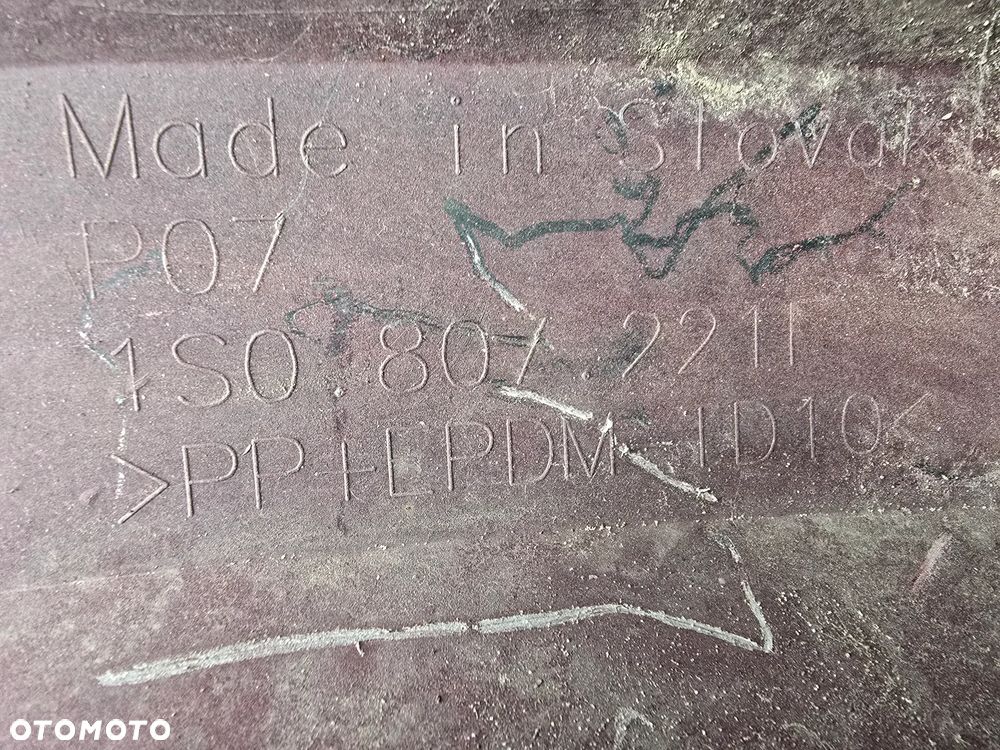 Made in Slovak
P07
1S0.807.221
>PP+EPDM-TD10<
OTOMOTO